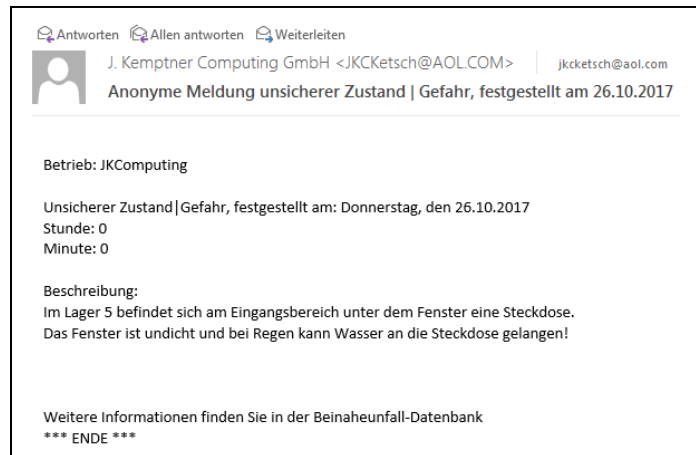 Antworten Allen antworten Weiterleiten
J. Kemptner Computing GmbH <JKCKetsch@AOL.COM> jkcketsch@aol.com
Anonyme Meldung unsicherer Zustand | Gefahr, festgestellt am 26.10.2017
Betrieb: JKComputing
Unsicherer Zustand|Gefahr, festgestellt am: Donnerstag, den 26.10.2017
Stunde: 0
Minute: 0
Beschreibung:
Im Lager 5 befindet sich am Eingangsbereich unter dem Fenster eine Steckdose.
Das Fenster ist undicht und bei Regen kann Wasser an die Steckdose gelangen!
Weitere Informationen finden Sie in der Beinaheunfall-Datenbank
*** ENDE ***